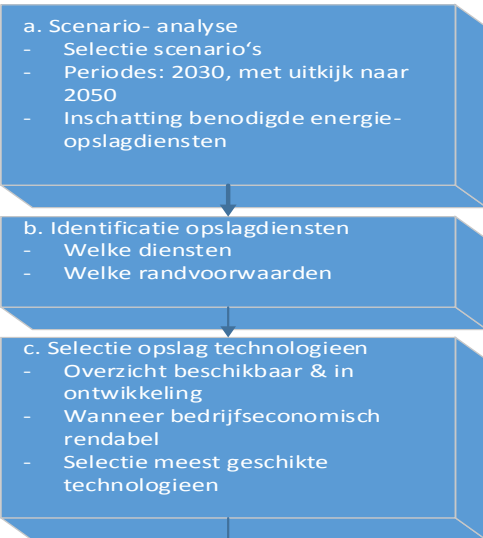 a. Scenario- analyse
- Selectie scenario‘s
- Periodes: 2030, met uitkijk naar
2050
- Inschatting benodigde energie-
opslagdiensten
b. Identificatie opslagdiensten
- Welke diensten
- Welke randvoorwaarden
c. Selectie opslag technologieen
- Overzicht beschikbaar & in
ontwikkeling
- Wanneer bedrijfseconomisch
rendabel
- Selectie meest geschikte
technologieen